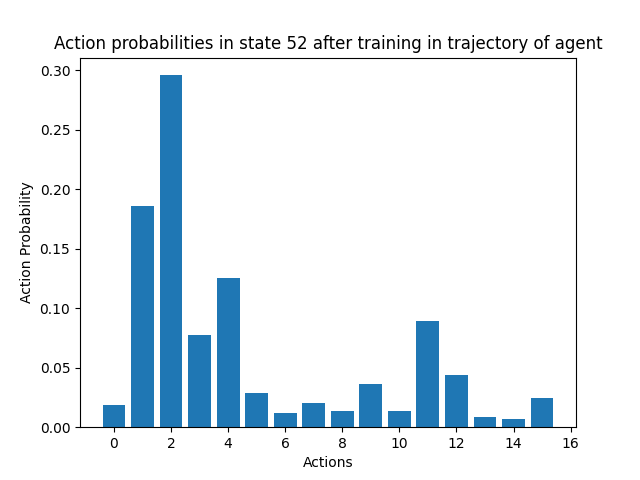 Action probabilities in state 52 after training in trajectory of agent
0.30
0.25
0.20
0.15
0.10
0.05
0.00
Action Probability
0 2 4 6 8 10 12 14 16
Actions